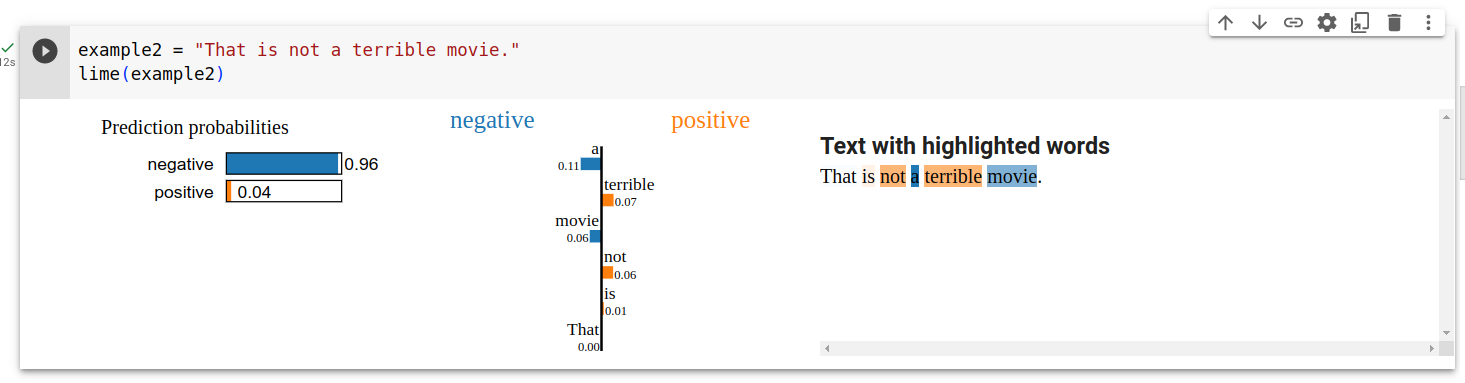 example2 = "That is not a terrible movie."
lime(example2)
12s
Prediction probabilities
negative 0.96
positive 0.04
negative positive
a
0.11
terrible
0.07
movie
0.06
not
0.06
is
0.01
That
0.00
Text with highlighted words
That is not a terrible movie.